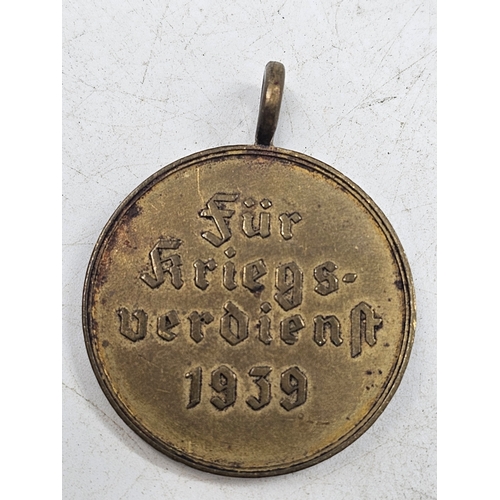 Für
Kriegs-
verdienst
1939